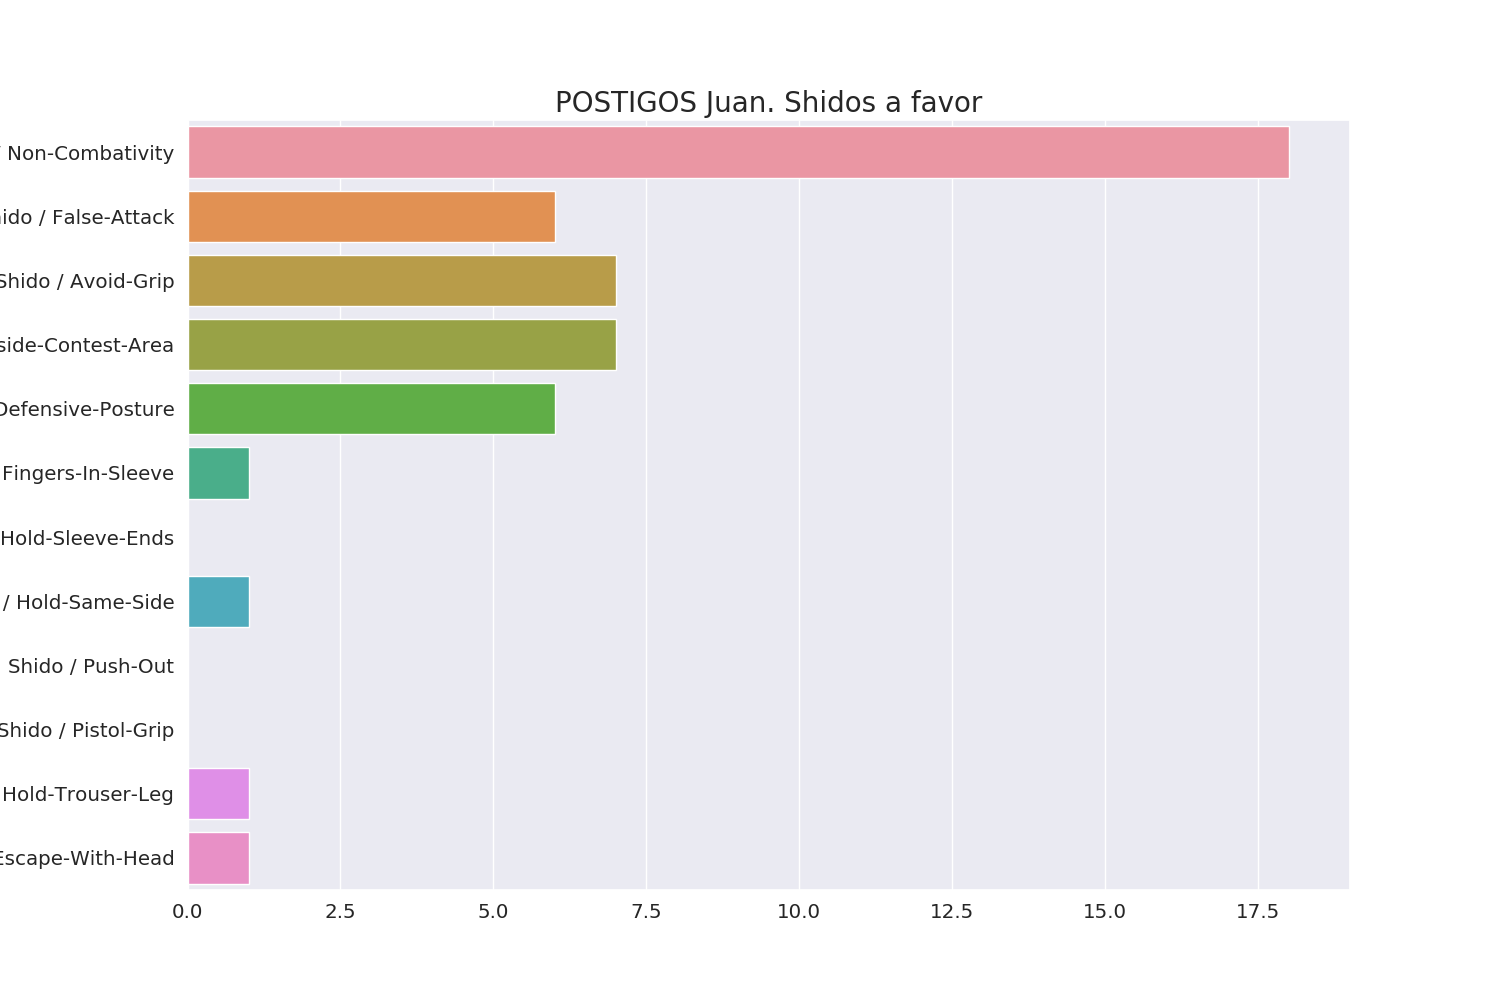 POSTIGOS Juan. Shidos a favor
/ Non-Combativity
ido / False-Attack
Shido / Avoid-Grip
side-Contest-Area
Defensive-Posture
Fingers-In-Sleeve
Hold-Sleeve-Ends
/ Hold-Same-Side
Shido / Push-Out
Shido / Pistol-Grip
Hold-Trouser-Leg
Escape-With-Head
0.0 2.5 5.0 7.5 10.0 12.5 15.0 17.5